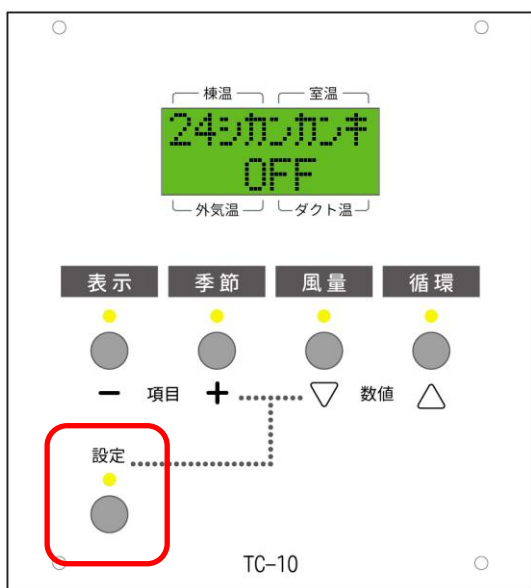 棟温 室温
24シカンカンキ
OFF
外気温 ダクト温
表示 季節 風量 循環
− 項目 + ▽ 数値 △
設定
TC-10